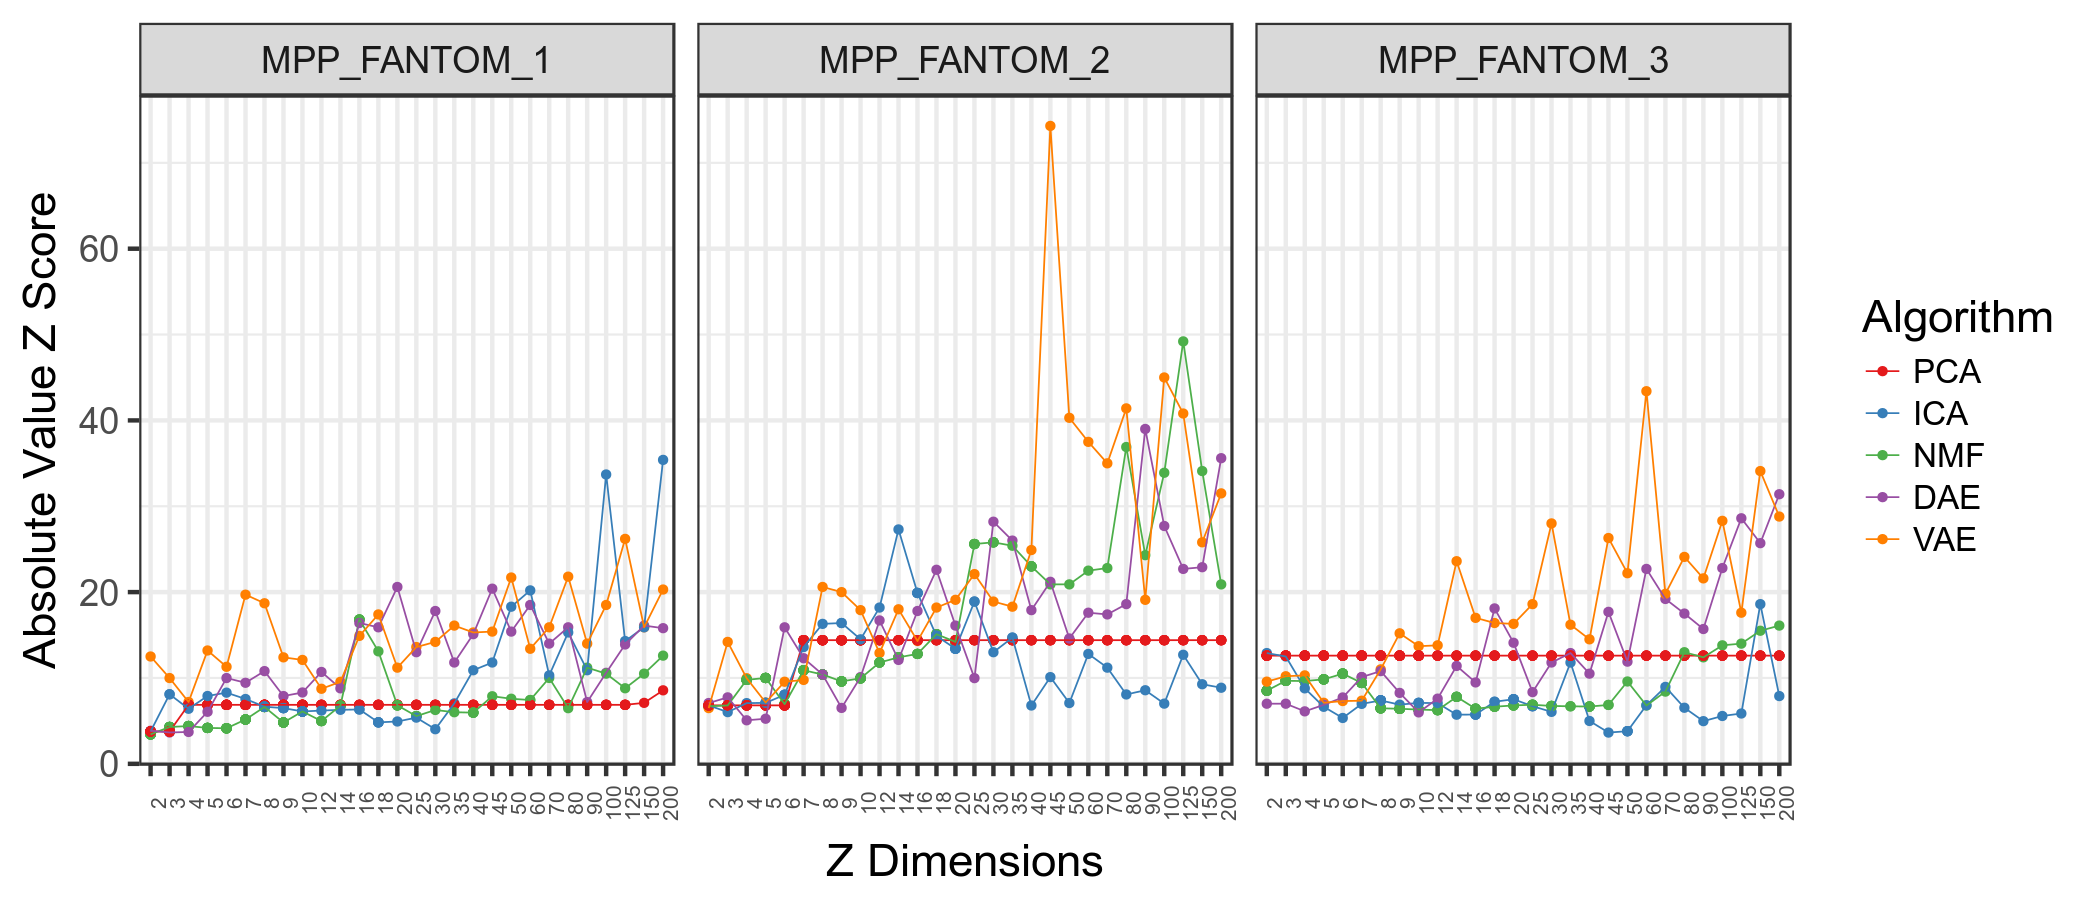 MPP_FANTOM_1 MPP_FANTOM_2 MPP_FANTOM_3
Absolute Value Z Score
60
40
20
0
2 3 4 5 6 7 8 9 10 12 14 16 18 20 25 30 35 40 45 50 60 70 80 90 100 125 150 200
2 3 4 5 6 7 8 9 10 12 14 16 18 20 25 30 35 40 45 50 60 70 80 90 100 125 150 200
2 3 4 5 6 7 8 9 10 12 14 16 18 20 25 30 35 40 45 50 60 70 80 90 100 125 150 200
Z Dimensions
Algorithm
PCA
ICA
NMF
DAE
VAE